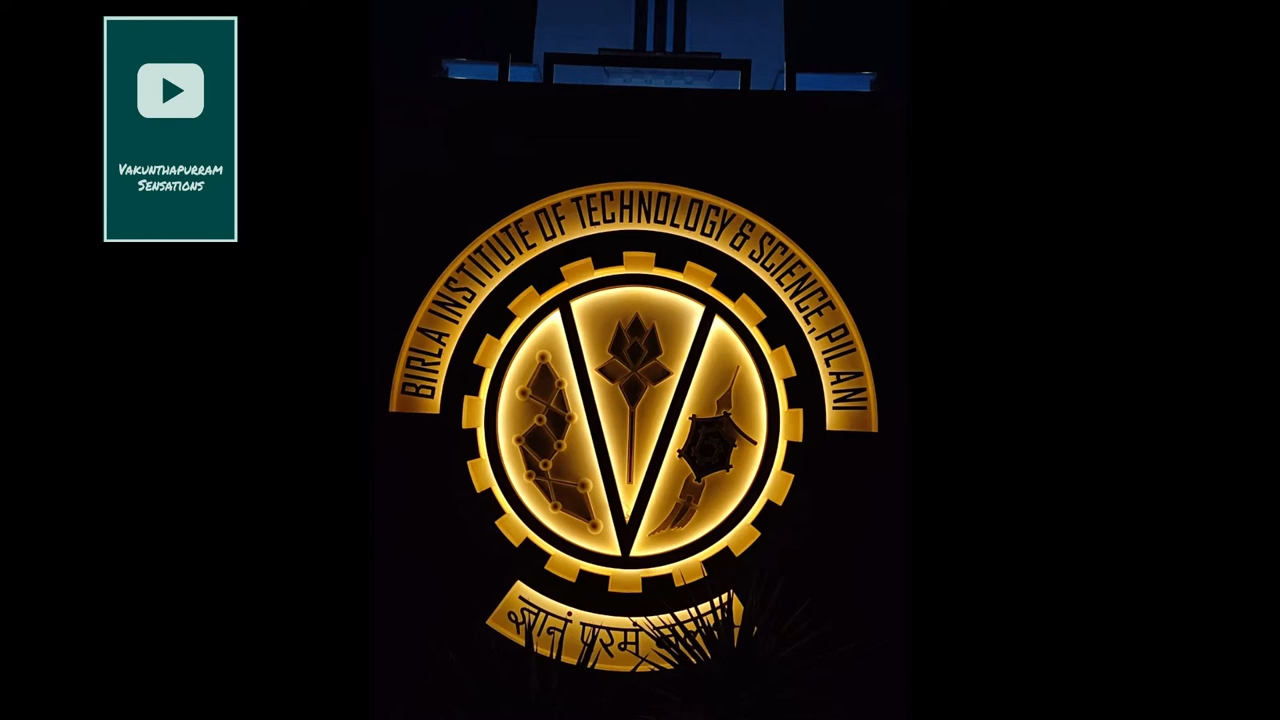 Vakunthapurram
Sensations
BIRLA INSTITUTE OF TECHNOLOGY & SCIENCE, PILANI
ज्ञानं परमं